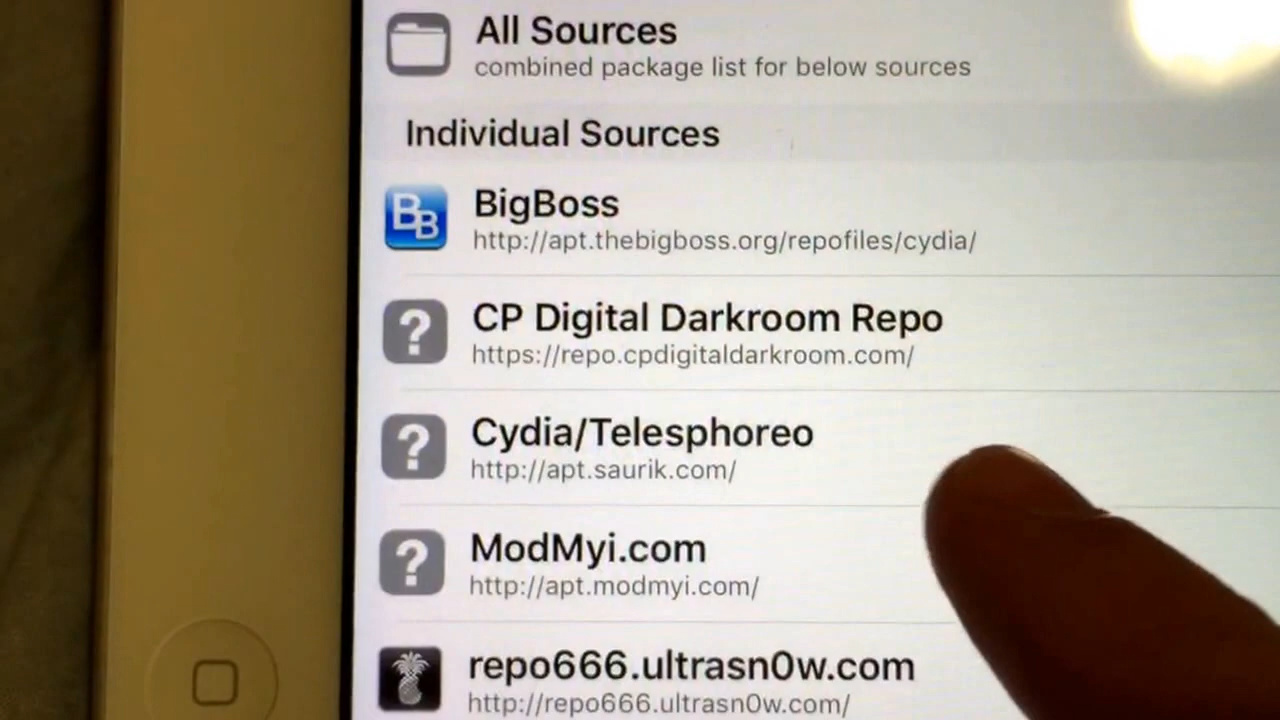 All Sources
combined package list for below sources
Individual Sources
BB
BigBoss
http://apt.thebigboss.org/repofiles/cydia/
?
CP Digital Darkroom Repo
https://repo.cpdigitaldarkroom.com/
?
Cydia/Telesphoreo
http://apt.saurik.com/
?
ModMyi.com
http://apt.modmyi.com/
repo666.ultrasn0w.com
http://repo666.ultrasn0w.com/